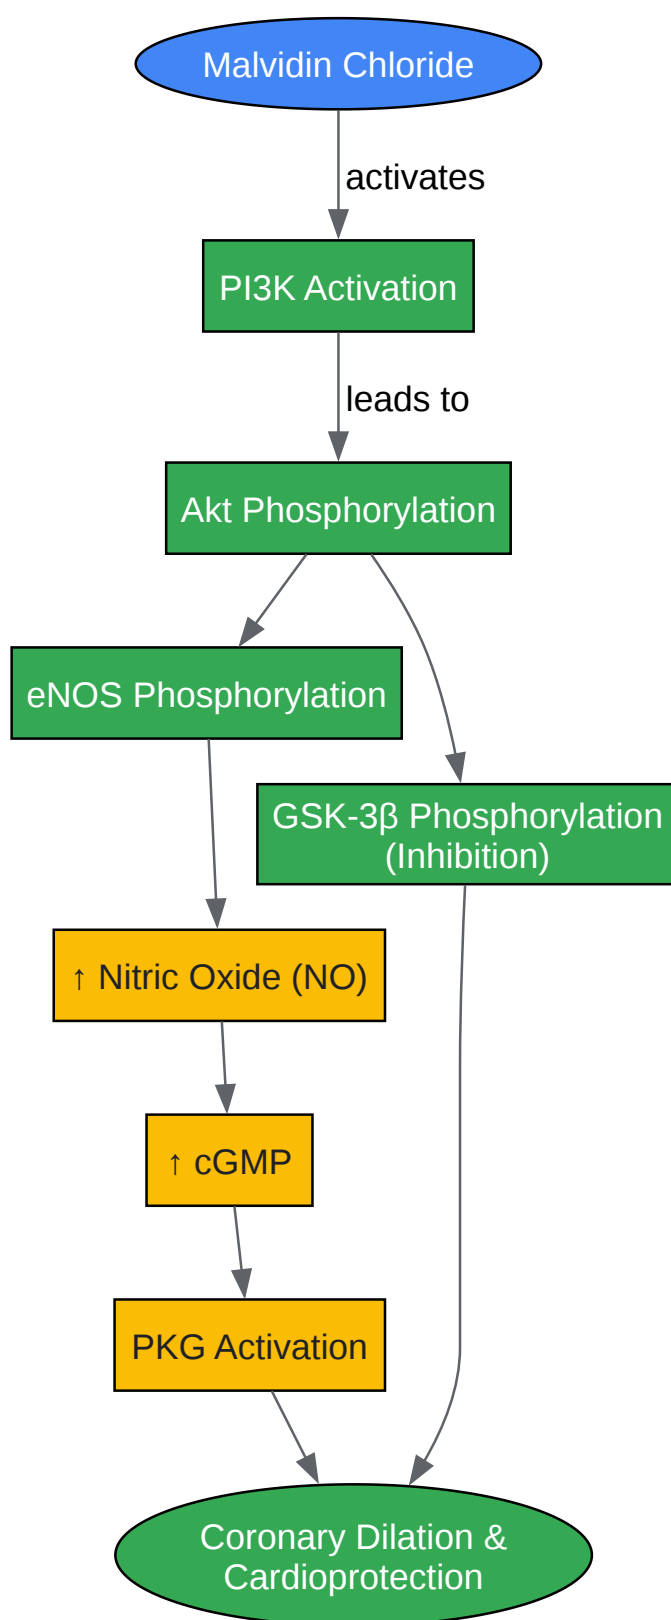 Malvidin Chloride
activates
PI3K Activation
leads to
Akt Phosphorylation
eNOS Phosphorylation
GSK-3β Phosphorylation
(Inhibition)
↑ Nitric Oxide (NO)
↑ cGMP
PKG Activation
Coronary Dilation &
Cardioprotection